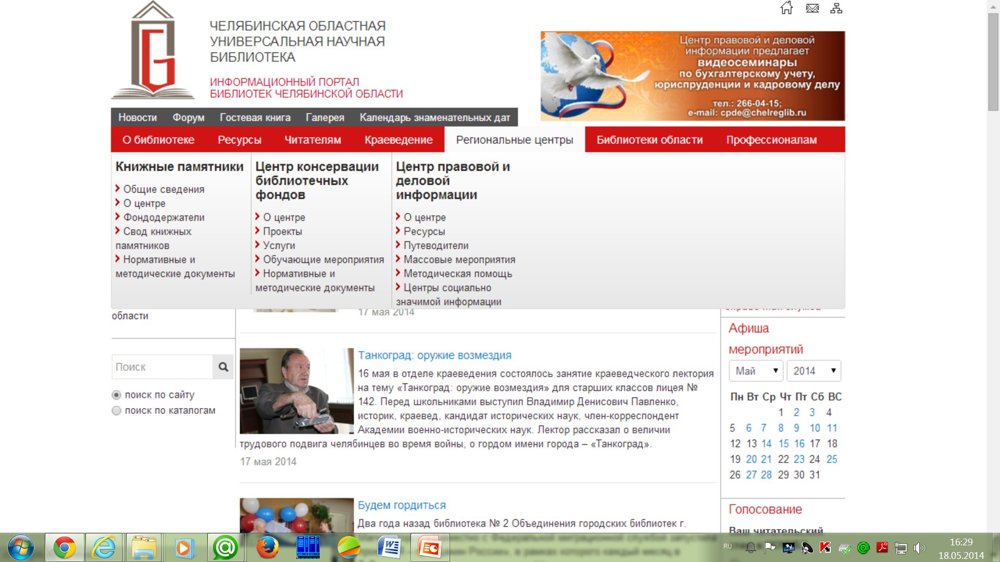 ЧЕЛЯБИНСКАЯ ОБЛАСТНАЯ
УНИВЕРСАЛЬНАЯ НАУЧНАЯ
БИБЛИОТЕКА
ИНФОРМАЦИОННЫЙ ПОРТАЛ
БИБЛИОТЕК ЧЕЛЯБИНСКОЙ ОБЛАСТИ
Центр правовой и деловой
информации предлагает
видеосеминары
по бухгалтерскому учету,
юриспруденции и кадровому делу
тел.: 266-04-15;
e-mail: cpde@chelreglib.ru
Новости Форум Гостевая книга Галерея Календарь знаменательных дат
О библиотеке Ресурсы Читателям Краеведение Региональные центры Библиотеки области Профессионалам
Книжные памятники
Общие сведения
О центре
Фондодержатели
Свод книжных
памятников
Нормативные и
методические документы
Центр консервации
библиотечных
фондов
О центре
Проекты
Услуги
Обучающие мероприятия
Нормативные и
методические документы
Центр правовой и
деловой
информации
О центре
Ресурсы
Путеводители
Массовые мероприятия
Методическая помощь
Центры социально
значимой информации
области
Поиск
поиск по сайту
поиск по каталогам
17 мая 2014
Танкоград: оружие возмездия
16 мая в отделе краеведения состоялось занятие краеведческого лектория
на тему «Танкоград: оружие возмездия» для старших классов лицея №
142. Перед школьниками выступил Владимир Денисович Павленко,
историк, краевед, кандидат исторических наук, член-корреспондент
Академии военно-исторических наук. Лектор рассказал о величии
трудового подвига челябинцев во время войны, о гордом имени города – «Танкоград».
17 мая 2014
Будем гордиться
Два года назад библиотека № 2 Объединения городских библиотек г.
Афиша
мероприятий
Май 2014
Пн Вт Ср Чт Пт Сб ВС
1 2 3 4
5 6 7 8 9 10 11
12 13 14 15 16 17 18
19 20 21 22 23 24 25
26 27 28 29 30 31
Голосование
Ваш читательский
RU
16:29
18.05.2014